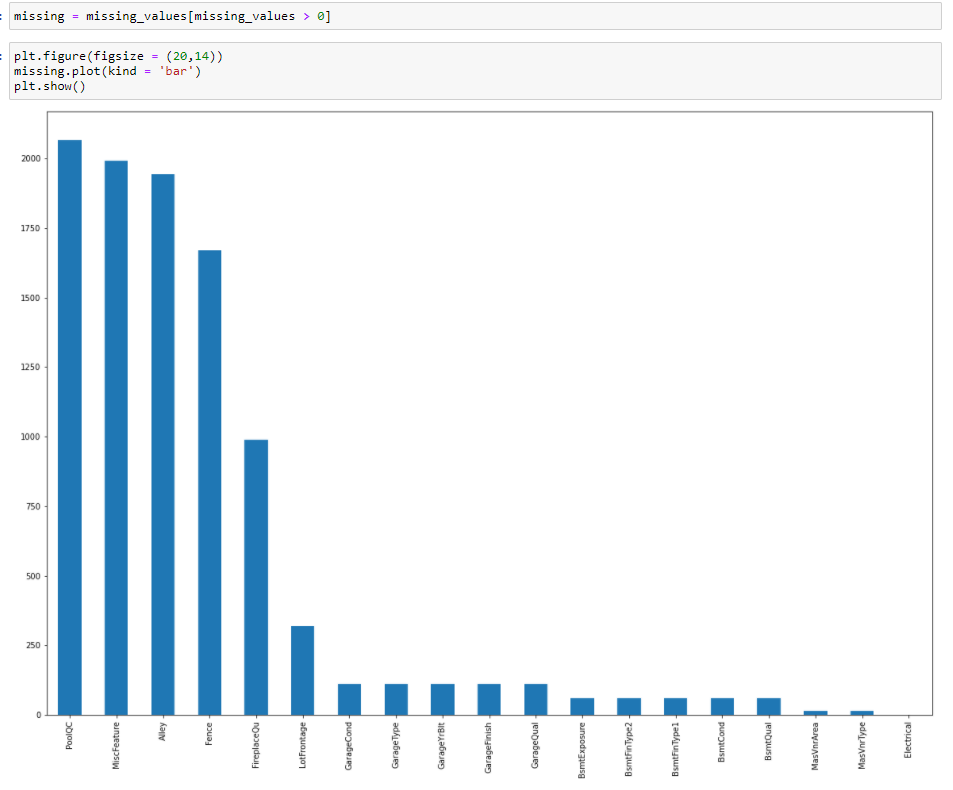 missing = missing_values[missing_values > 0]
plt.figure(figsize = (20,14))
missing.plot(kind = 'bar')
plt.show()
2000
1750
1500
1250
1000
750
500
250
0
PoolQC
MiscFeature
Alley
Fence
FireplaceQu
LotFrontage
GarageCond
GarageType
GarageYrBlt
GarageFinish
GarageQual
BsmtExposure
BsmtFinType2
BsmtFinType1
BsmtCond
BsmtQual
MasVnrArea
MasVnrType
Electrical